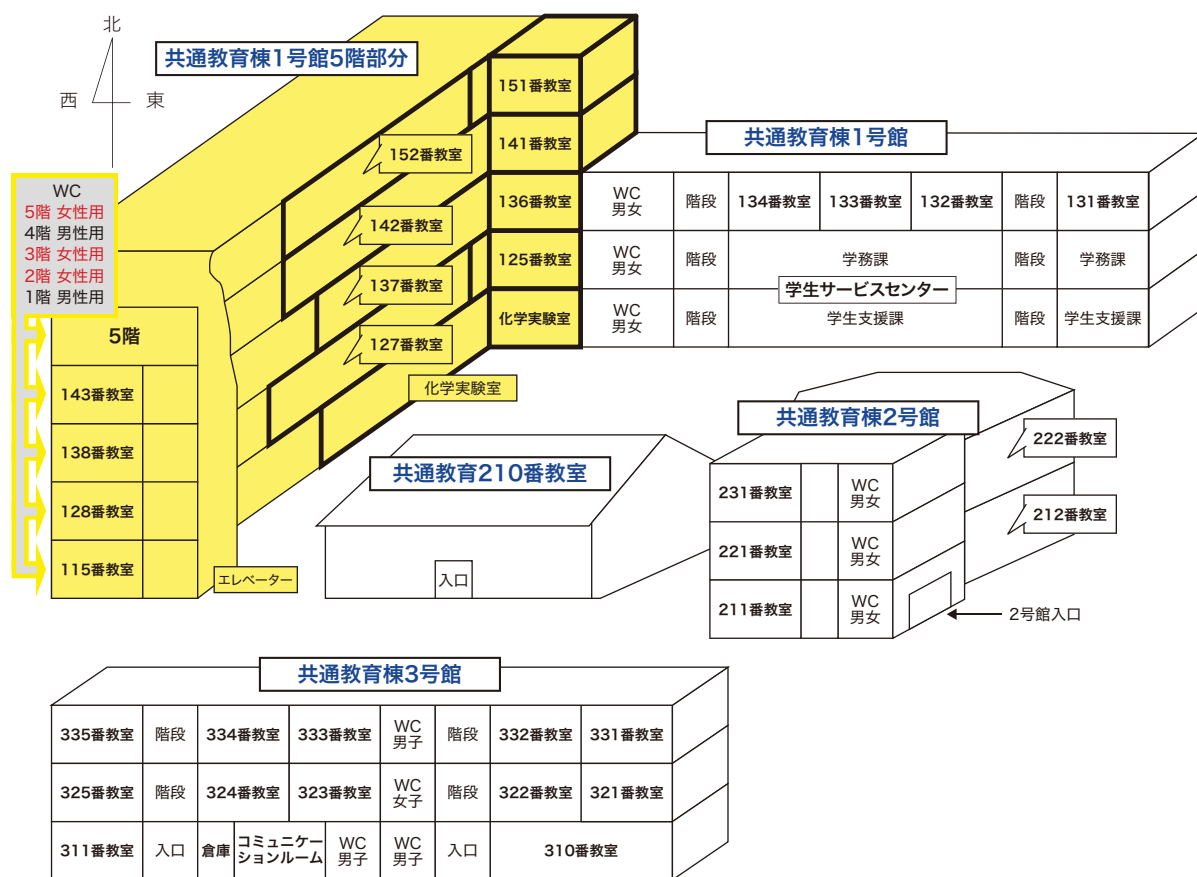 北
西
東
共通教育棟1号館5階部分
WC
5階 女性用
4階 男性用
3階 女性用
2階 女性用
1階 男性用
5階
143番教室
138番教室
128番教室
115番教室
エレベーター
152番教室
142番教室
137番教室
127番教室
化学実験室
151番教室
141番教室
136番教室
125番教室
化学実験室
共通教育棟1号館
WC
男女
階段
134番教室
133番教室
132番教室
階段
131番教室
WC
男女
階段
学務課
階段
学務課
学生サービスセンター
WC
男女
階段
学生支援課
階段
学生支援課
共通教育210番教室
入口
共通教育棟2号館
222番教室
212番教室
231番教室
WC
男女
221番教室
WC
男女
211番教室
WC
男女
2号館入口
共通教育棟3号館
335番教室
階段
334番教室
333番教室
WC
男子
階段
332番教室
331番教室
325番教室
階段
324番教室
323番教室
WC
女子
階段
322番教室
321番教室
311番教室
入口
倉庫
コミュニケー
ションルーム
WC
男子
WC
男子
入口
310番教室